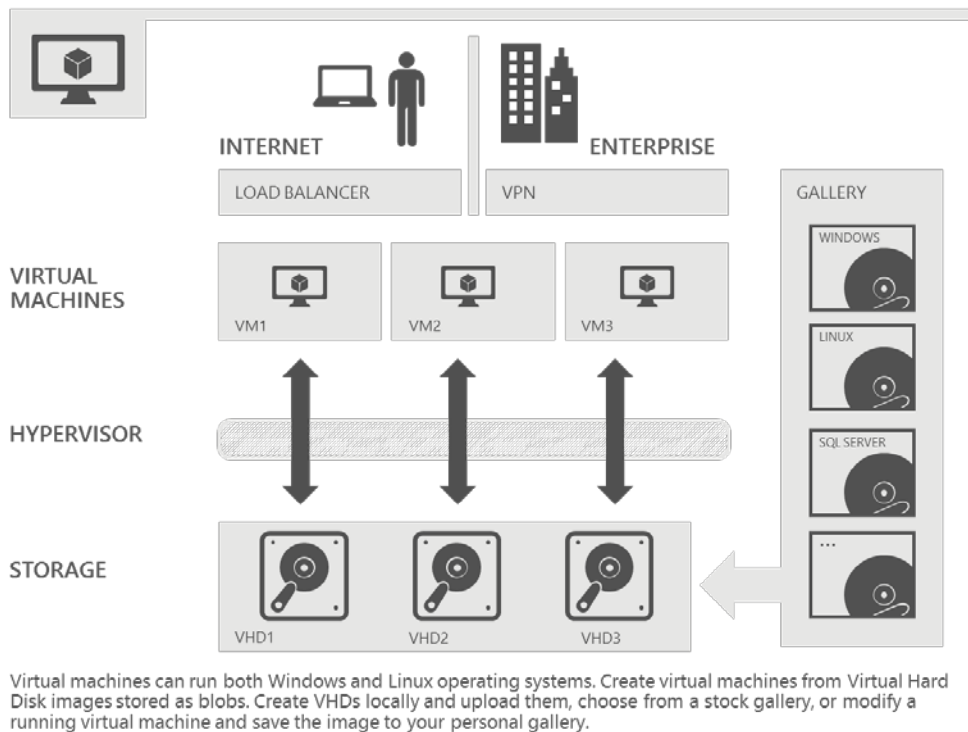 INTERNET
ENTERPRISE
LOAD BALANCER
VPN
GALLERY
WINDOWS
LINUX
SQL SERVER
...
VIRTUAL
MACHINES
VM1
VM2
VM3
HYPERVISOR
STORAGE
VHD1
VHD2
VHD3
Virtual machines can run both Windows and Linux operating systems. Create virtual machines from Virtual Hard
Disk images stored as blobs. Create VHDs locally and upload them, choose from a stock gallery, or modify a
running virtual machine and save the image to your personal gallery.